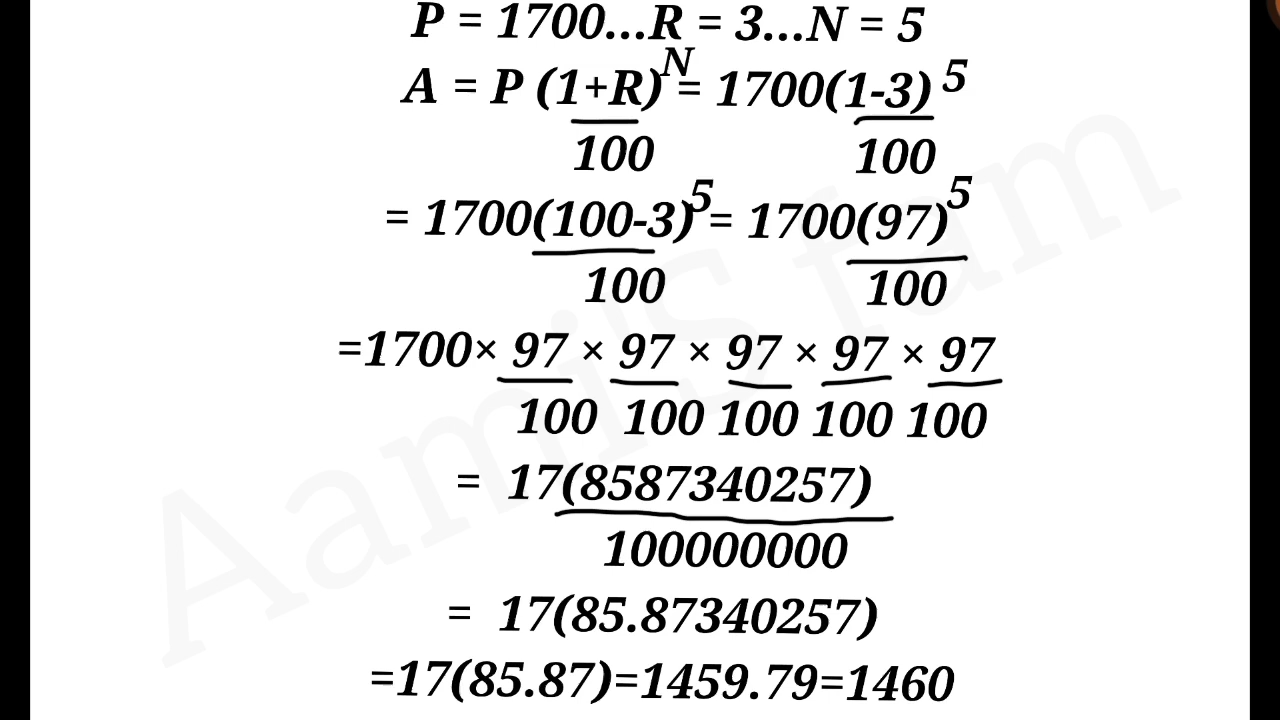 P = 1700...R = 3...N = 5
A = P (1+R)N = 1700(1-3) 5
100 100
= 1700(100-3)5 = 1700(97)5
100 100
=1700× 97 × 97 × 97 × 97 × 97
100 100 100 100 100
= 17(8587340257)
100000000
= 17(85.87340257)
=17(85.87)=1459.79=1460